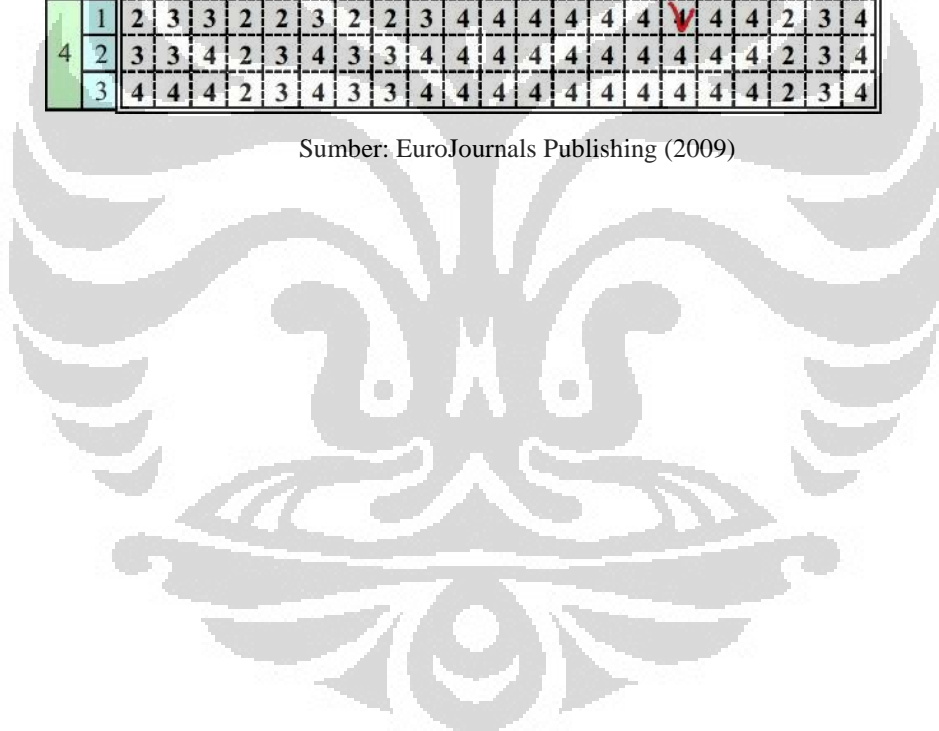 1 2 3 3 2 2 3 2 2 3 4 4 4 4 4 4 4 4 2 3 4
4 2 3 3 4 2 3 4 3 3 4 4 4 4 4 4 4 4 4 4 2 3 4
3 4 4 4 2 3 4 3 3 4 4 4 4 4 4 4 4 4 4 2 3 4
Sumber: EuroJournals Publishing (2009)